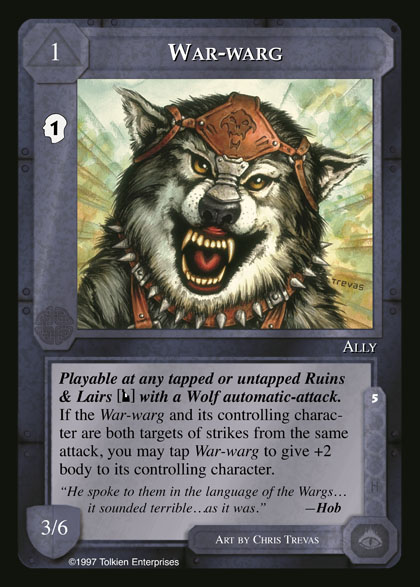 1
WAR-WARG
1
TREVAS
ALLY
Playable at any tapped or untapped Ruins
& Lairs [] with a Wolf automatic-attack.
If the War-warg and its controlling charac-
ter are both targets of strikes from the same
attack, you may tap War-warg to give +2
body to its controlling character.
5
"He spoke to them in the language of the Wargs…
it sounded terrible…as it was." —Hob
H
3/6
ART BY CHRIS TREVAS
©1997 Tolkien Enterprises